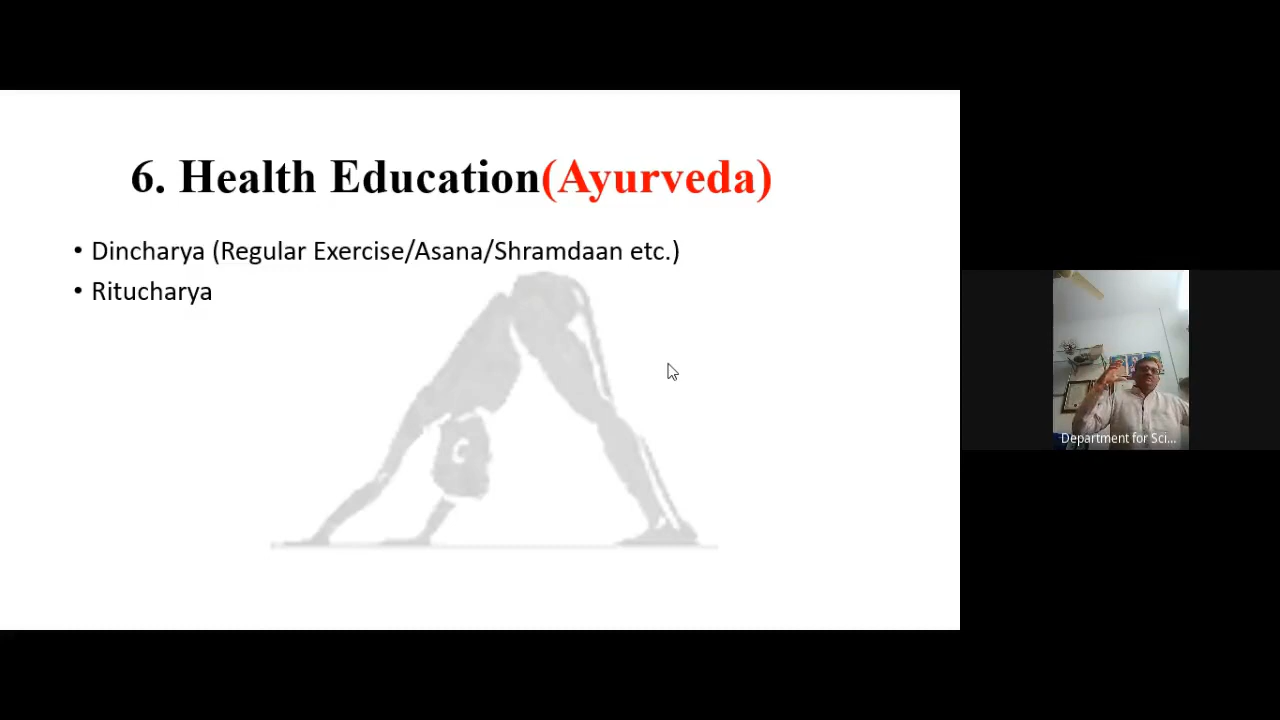 6. Health Education(Ayurveda)
• Dincharya (Regular Exercise/Asana/Shramdaan etc.)
• Ritucharya
Department for Sci...